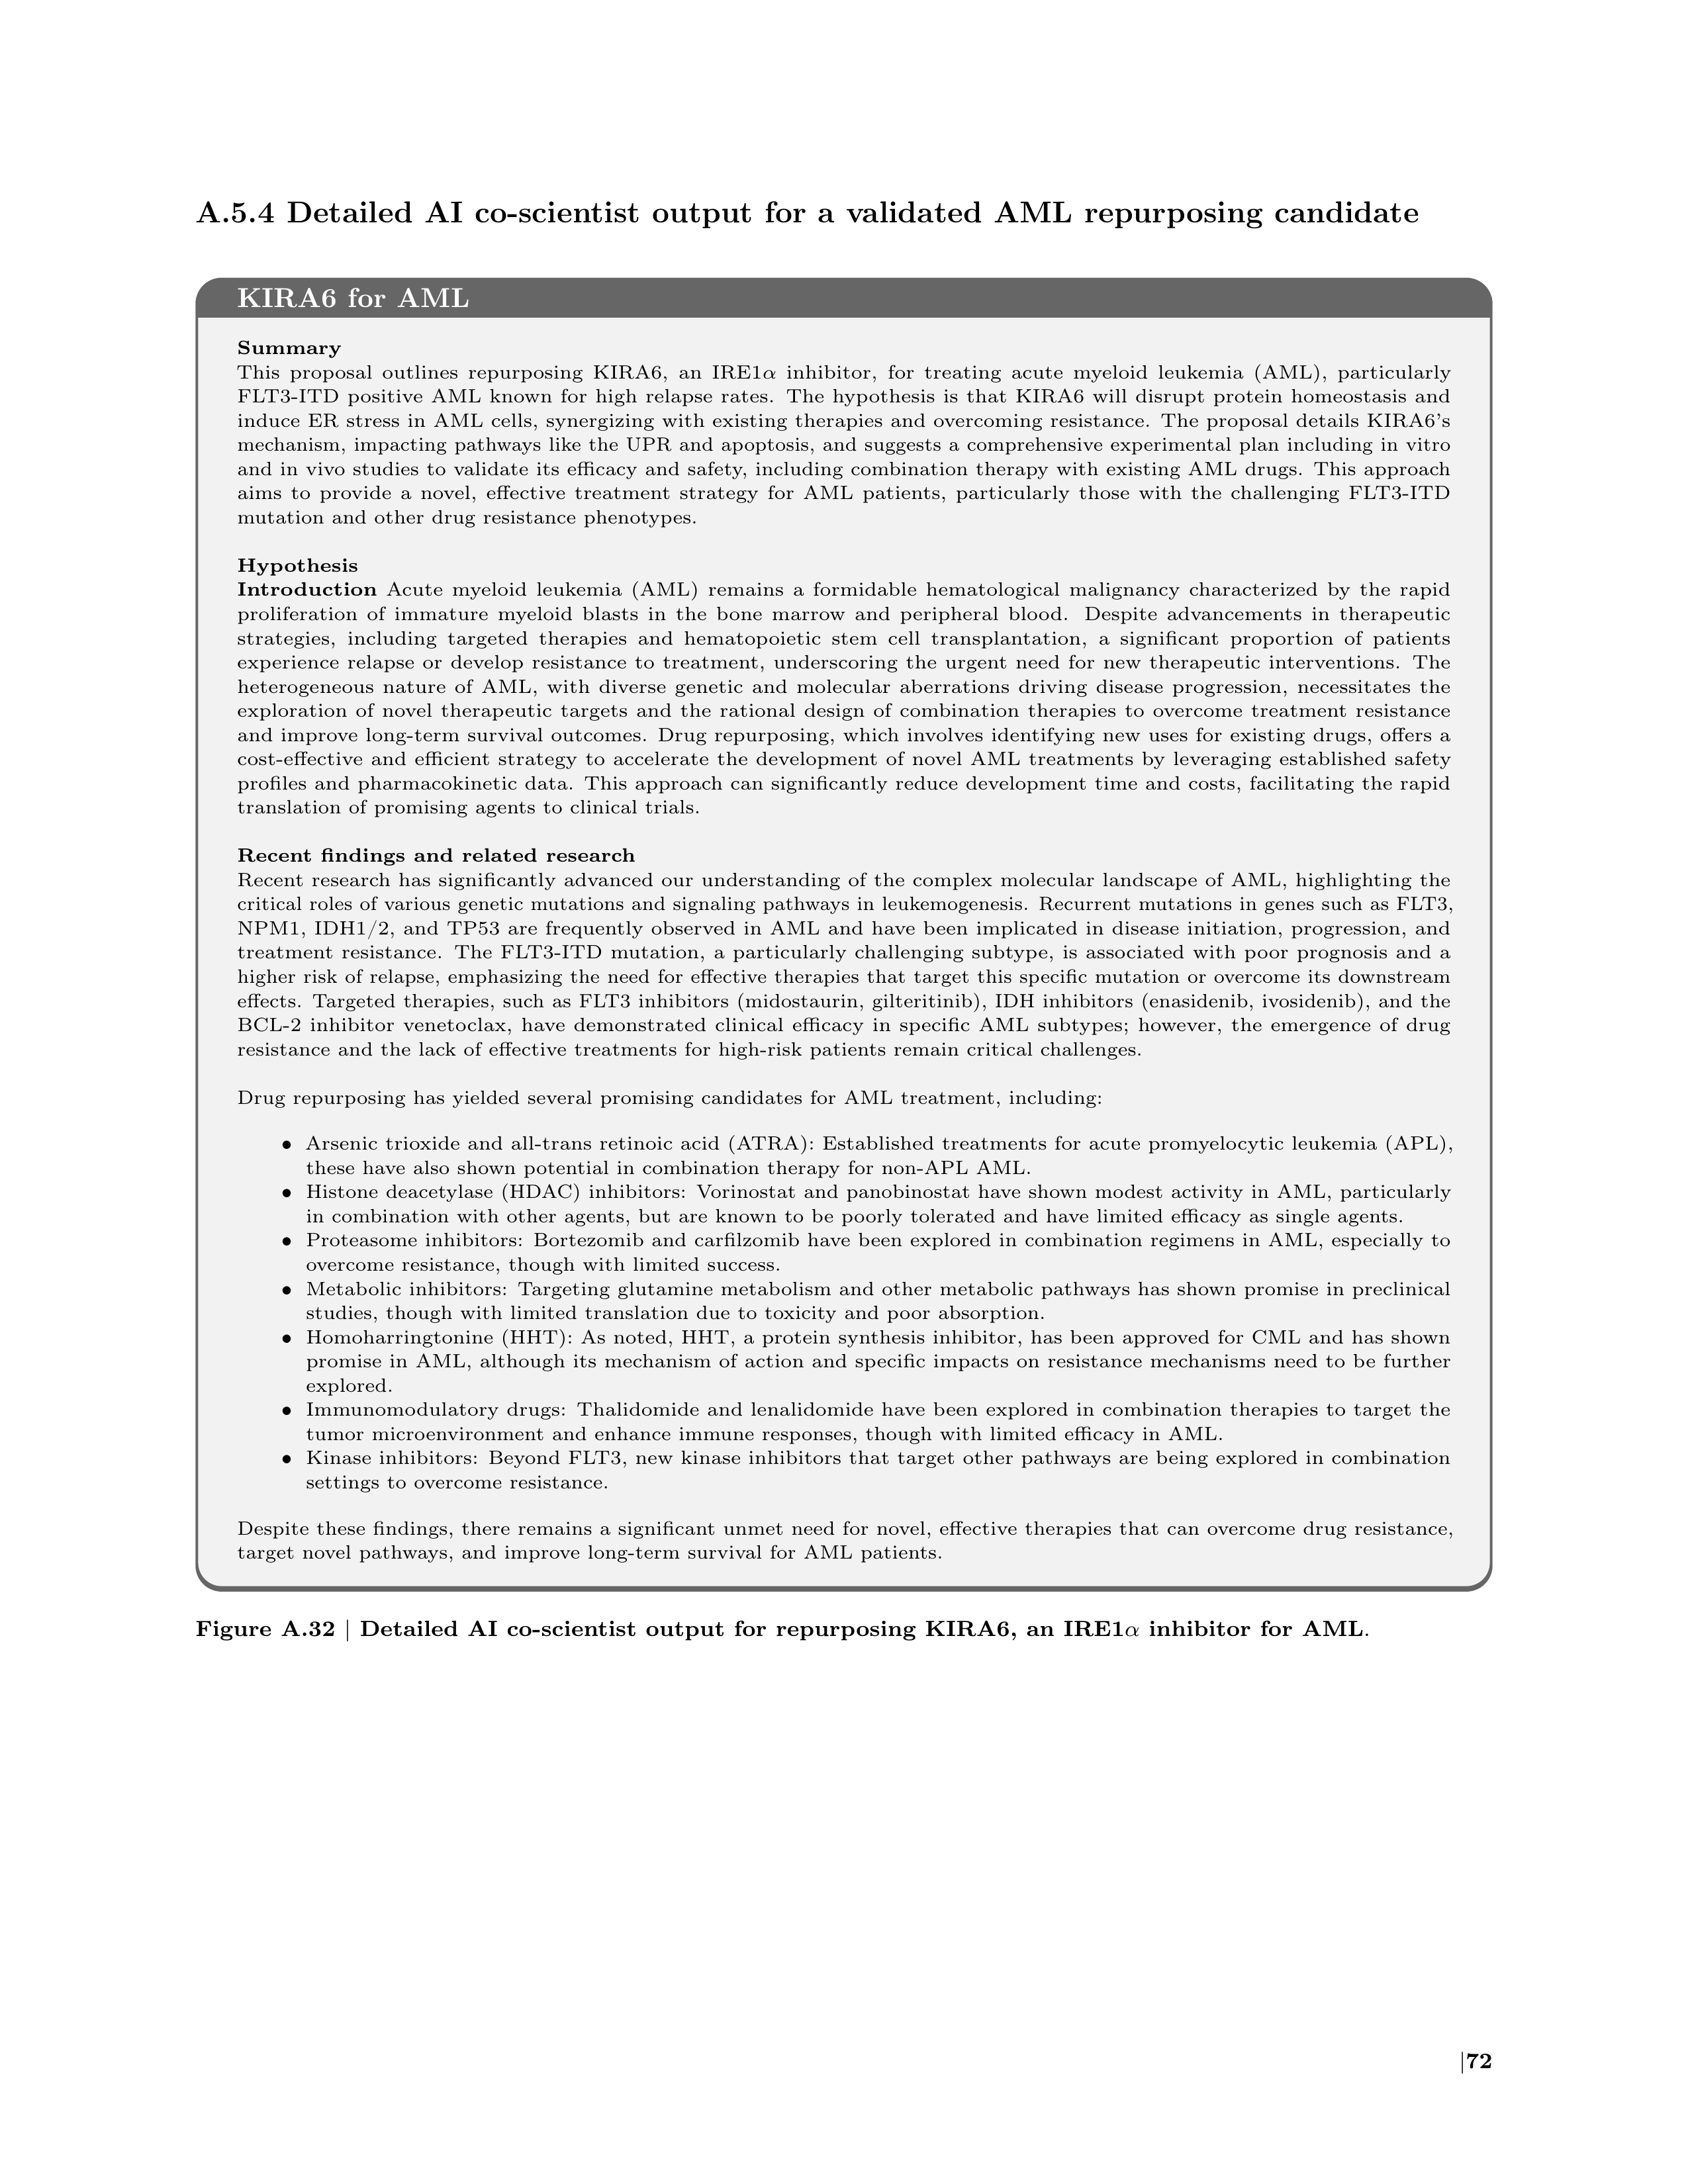 A.5.4 Detailed AI co-scientist output for a validated AML repurposing candidate
KIRA6 for AML
Summary
This proposal outlines repurposing KIRA6, an IRE1α inhibitor, for treating acute myeloid leukemia (AML), particularly
FLT3-ITD positive AML known for high relapse rates. The hypothesis is that KIRA6 will disrupt protein homeostasis and
induce ER stress in AML cells, synergizing with existing therapies and overcoming resistance. The proposal details KIRA6's
mechanism, impacting pathways like the UPR and apoptosis, and suggests a comprehensive experimental plan including in vitro
and in vivo studies to validate its efficacy and safety, including combination therapy with existing AML drugs. This approach
aims to provide a novel, effective treatment strategy for AML patients, particularly those with the challenging FLT3-ITD
mutation and other drug resistance phenotypes.
Hypothesis
Introduction Acute myeloid leukemia (AML) remains a formidable hematological malignancy characterized by the rapid
proliferation of immature myeloid blasts in the bone marrow and peripheral blood. Despite advancements in therapeutic
strategies, including targeted therapies and hematopoietic stem cell transplantation, a significant proportion of patients
experience relapse or develop resistance to treatment, underscoring the urgent need for new therapeutic interventions. The
heterogeneous nature of AML, with diverse genetic and molecular aberrations driving disease progression, necessitates the
exploration of novel therapeutic targets and the rational design of combination therapies to overcome treatment resistance
and improve long-term survival outcomes. Drug repurposing, which involves identifying new uses for existing drugs, offers a
cost-effective and efficient strategy to accelerate the development of novel AML treatments by leveraging established safety
profiles and pharmacokinetic data. This approach can significantly reduce development time and costs, facilitating the rapid
translation of promising agents to clinical trials.
Recent findings and related research
Recent research has significantly advanced our understanding of the complex molecular landscape of AML, highlighting the
critical roles of various genetic mutations and signaling pathways in leukemogenesis. Recurrent mutations in genes such as FLT3,
NPM1, IDH1/2, and TP53 are frequently observed in AML and have been implicated in disease initiation, progression, and
treatment resistance. The FLT3-ITD mutation, a particularly challenging subtype, is associated with poor prognosis and a
higher risk of relapse, emphasizing the need for effective therapies that target this specific mutation or overcome its downstream
effects. Targeted therapies, such as FLT3 inhibitors (midostaurin, gilteritinib), IDH inhibitors (enasidenib, ivosidenib), and the
BCL-2 inhibitor venetoclax, have demonstrated clinical efficacy in specific AML subtypes; however, the emergence of drug
resistance and the lack of effective treatments for high-risk patients remain critical challenges.
Drug repurposing has yielded several promising candidates for AML treatment, including:
• Arsenic trioxide and all-trans retinoic acid (ATRA): Established treatments for acute promyelocytic leukemia (APL),
these have also shown potential in combination therapy for non-APL AML.
• Histone deacetylase (HDAC) inhibitors: Vorinostat and panobinostat have shown modest activity in AML, particularly
in combination with other agents, but are known to be poorly tolerated and have limited efficacy as single agents.
• Proteasome inhibitors: Bortezomib and carfilzomib have been explored in combination regimens in AML, especially to
overcome resistance, though with limited success.
• Metabolic inhibitors: Targeting glutamine metabolism and other metabolic pathways has shown promise in preclinical
studies, though with limited translation due to toxicity and poor absorption.
• Homoharringtonine (HHT): As noted, HHT, a protein synthesis inhibitor, has been approved for CML and has shown
promise in AML, although its mechanism of action and specific impacts on resistance mechanisms need to be further
explored.
• Immunomodulatory drugs: Thalidomide and lenalidomide have been explored in combination therapies to target the
tumor microenvironment and enhance immune responses, though with limited efficacy in AML.
• Kinase inhibitors: Beyond FLT3, new kinase inhibitors that target other pathways are being explored in combination
settings to overcome resistance.
Despite these findings, there remains a significant unmet need for novel, effective therapies that can overcome drug resistance,
target novel pathways, and improve long-term survival for AML patients.
Figure A.32 | Detailed AI co-scientist output for repurposing KIRA6, an IRE1α inhibitor for AML.
|72